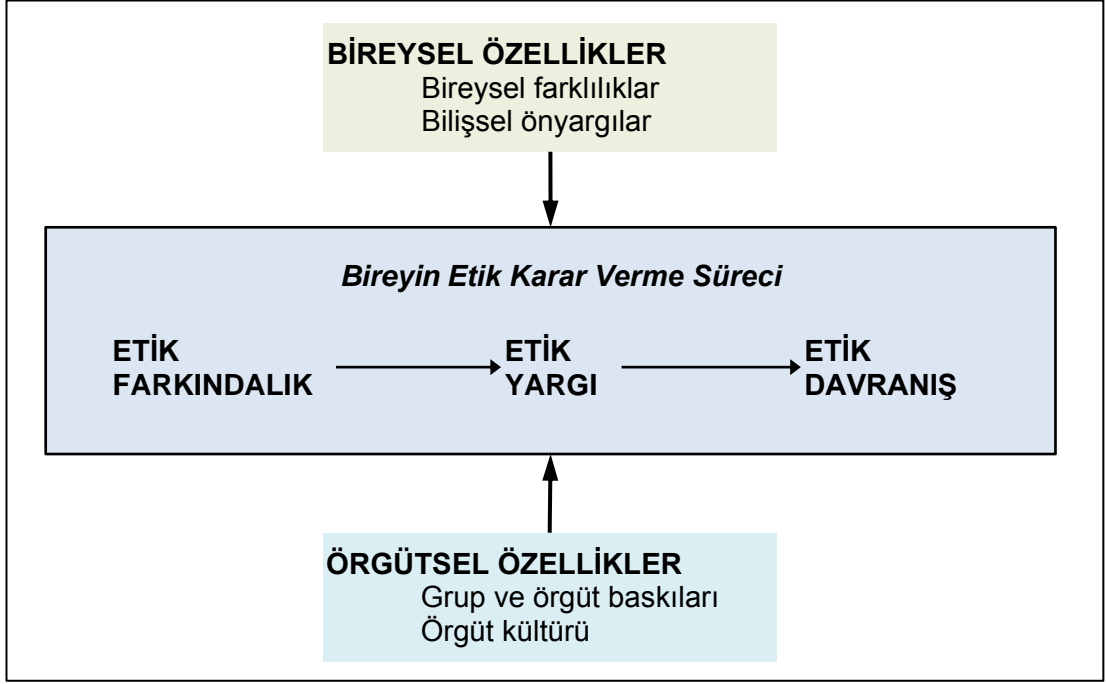 BİREYSEL ÖZELLİKLER
Bireysel farklılıklar
Bilişsel önyargılar
Bireyin Etik Karar Verme Süreci
ETİK FARKINDALIK
ETİK YARGI
ETİK DAVRANIŞ
ÖRGÜTSEL ÖZELLİKLER
Grup ve örgüt baskıları
Örgüt kültürü